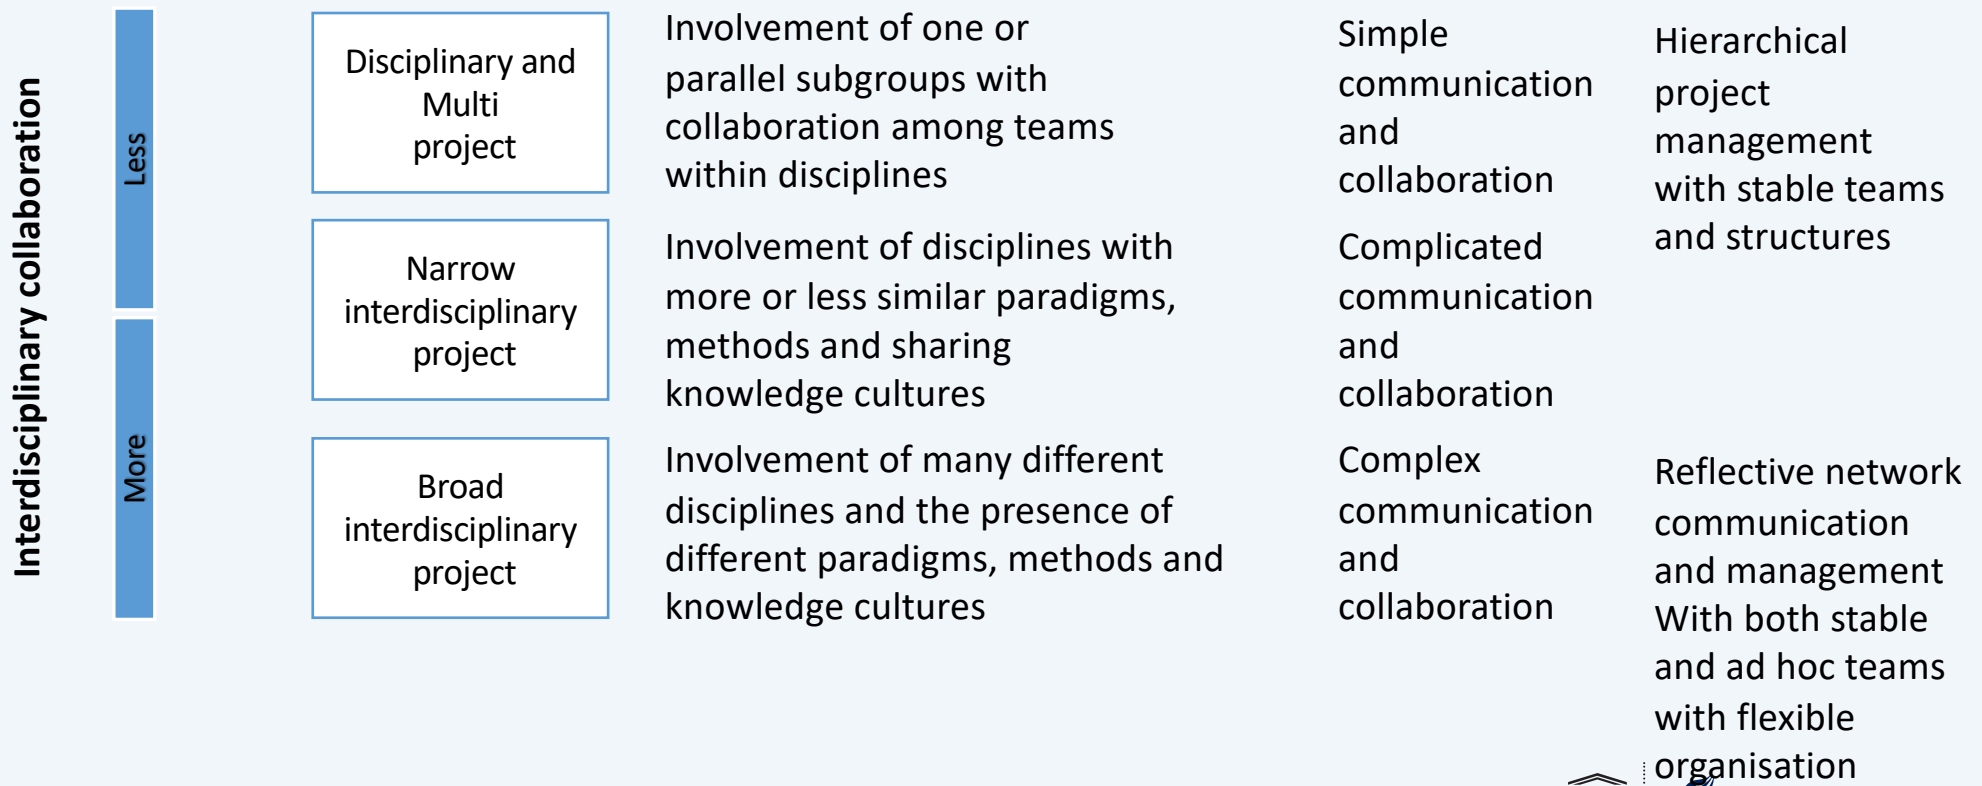 Interdisciplinary collaboration
Less
More
Disciplinary and
Multi
project
Involvement of one or
parallel subgroups with
collaboration among teams
within disciplines
Simple
communication
and
collaboration
Hierarchical
project
management
with stable teams
and structures
Narrow
interdisciplinary
project
Involvement of disciplines with
more or less similar paradigms,
methods and sharing
knowledge cultures
Complicated
communication
and
collaboration
Broad
interdisciplinary
project
Involvement of many different
disciplines and the presence of
different paradigms, methods and
knowledge cultures
Complex
communication
and
collaboration
Reflective network
communication
and management
With both stable
and ad hoc teams
with flexible
organisation